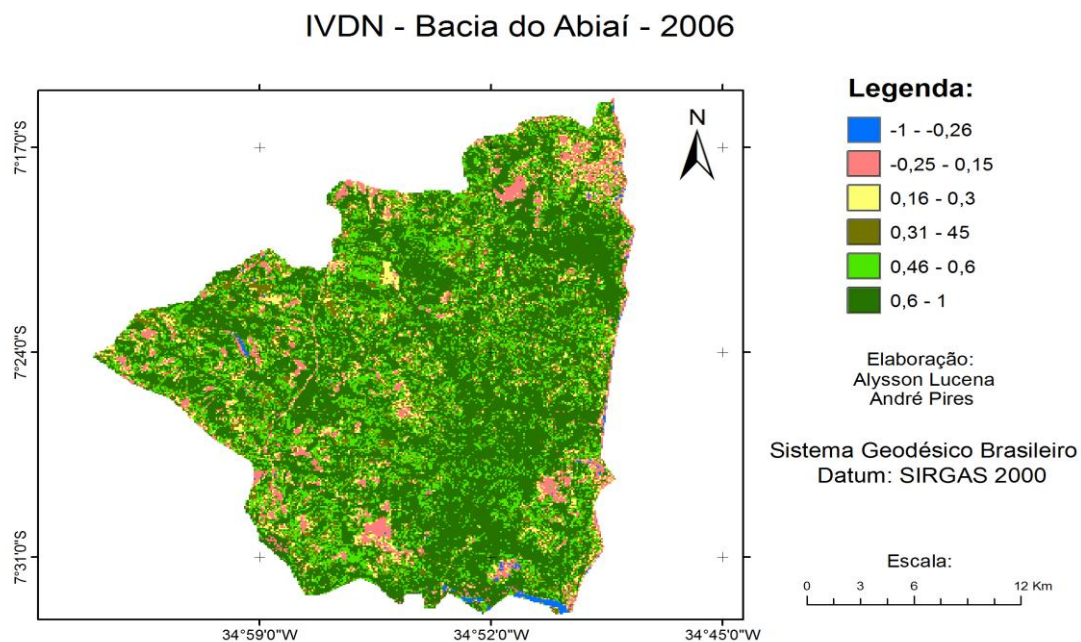 IVDN - Bacia do Abiaí - 2006
N
7°17'0"S
7°24'0"S
7°31'0"S
34°59'0"W
34°52'0"W
34°45'0"W
Legenda:
-1 - -0,26
-0,25 - 0,15
0,16 - 0,3
0,31 - 45
0,46 - 0,6
0,6 - 1
Elaboração:
Alysson Lucena
André Pires
Sistema Geodésico Brasileiro
Datum: SIRGAS 2000
Escala:
0 3 6 12 Km